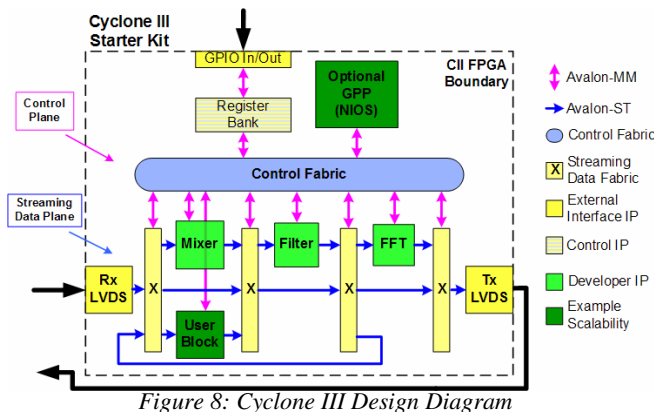 Cyclone III
Starter Kit
GPIO In/Out
Optional
GPP
(NIOS)
CII FPGA
Boundary
Register
Bank
Control
Plane
Control Fabric
Streaming
Data Plane
Mixer
Filter
FFT
Rx
LVDS
X
X
X
X
Tx
LVDS
User
Block
Avalon-MM
Avalon-ST
Control Fabric
X
Streaming
Data Fabric
External
Interface IP
Control IP
Developer IP
Example
Scalability
Figure 8: Cyclone III Design Diagram